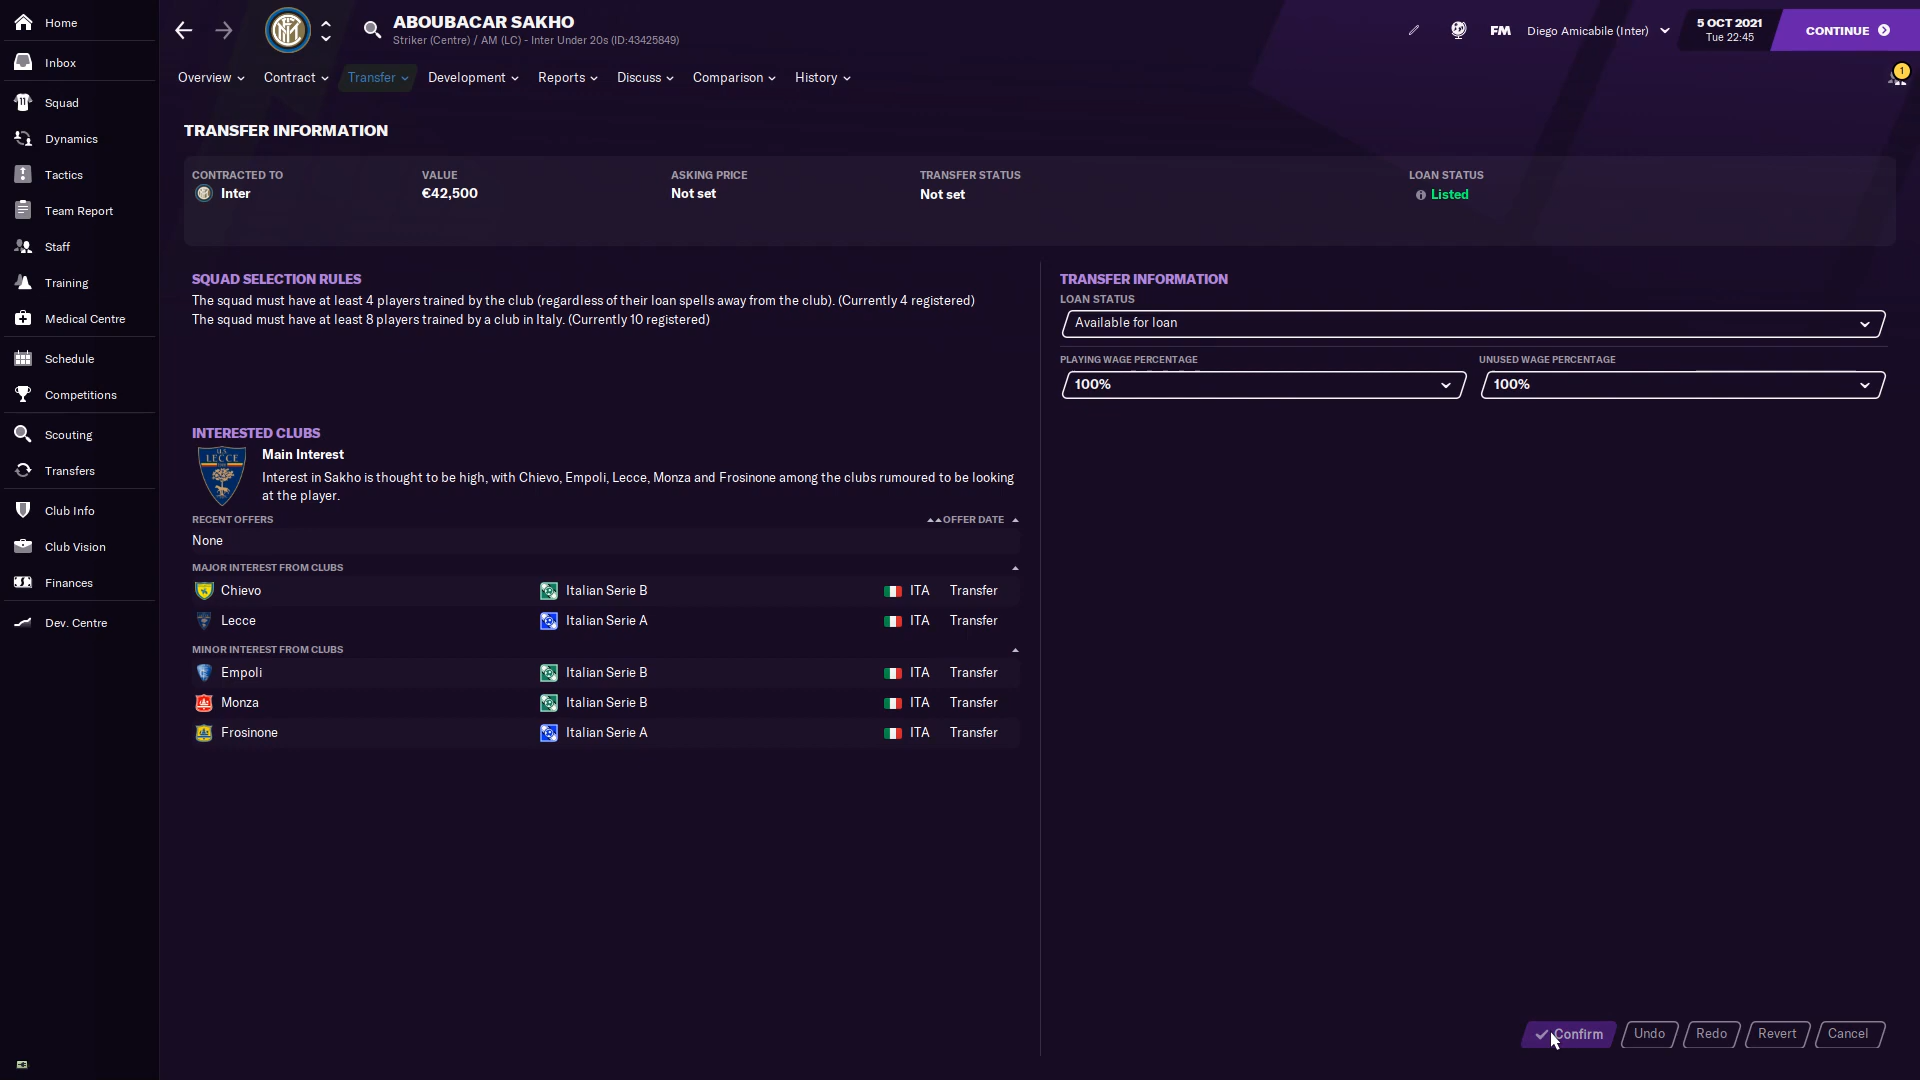 Home
Inbox
Squad
Dynamics
Tactics
Team Report
Staff
Training
Medical Centre
Schedule
Competitions
Scouting
Transfers
Club Info
Club Vision
Finances
Dev. Centre
ABOUBACAR SAKHO
Striker (Centre) / AM (LC) - Inter Under 20s (ID:43425849)
FM Diego Amicabile (Inter)
5 OCT 2021
Tue 22:45
CONTINUE
1
Overview Contract Transfer Development Reports Discuss Comparison History
TRANSFER INFORMATION
CONTRACTED TO VALUE ASKING PRICE TRANSFER STATUS LOAN STATUS
Inter €42,500 Not set Not set Listed
SQUAD SELECTION RULES
The squad must have at least 4 players trained by the club (regardless of their loan spells away from the club). (Currently 4 registered)
The squad must have at least 8 players trained by a club in Italy. (Currently 10 registered)
INTERESTED CLUBS
U.S.
LECCE
Main Interest
Interest in Sakho is thought to be high, with Chievo, Empoli, Lecce, Monza and Frosinone among the clubs rumoured to be looking
at the player.
RECENT OFFERS OFFER DATE
None
MAJOR INTEREST FROM CLUBS
Chievo Italian Serie B ITA Transfer
Lecce Italian Serie A ITA Transfer
MINOR INTEREST FROM CLUBS
Empoli Italian Serie B ITA Transfer
Monza Italian Serie B ITA Transfer
Frosinone Italian Serie A ITA Transfer
TRANSFER INFORMATION
LOAN STATUS
Available for loan
PLAYING WAGE PERCENTAGE UNUSED WAGE PERCENTAGE
100% 100%
Confirm Undo Redo Revert Cancel